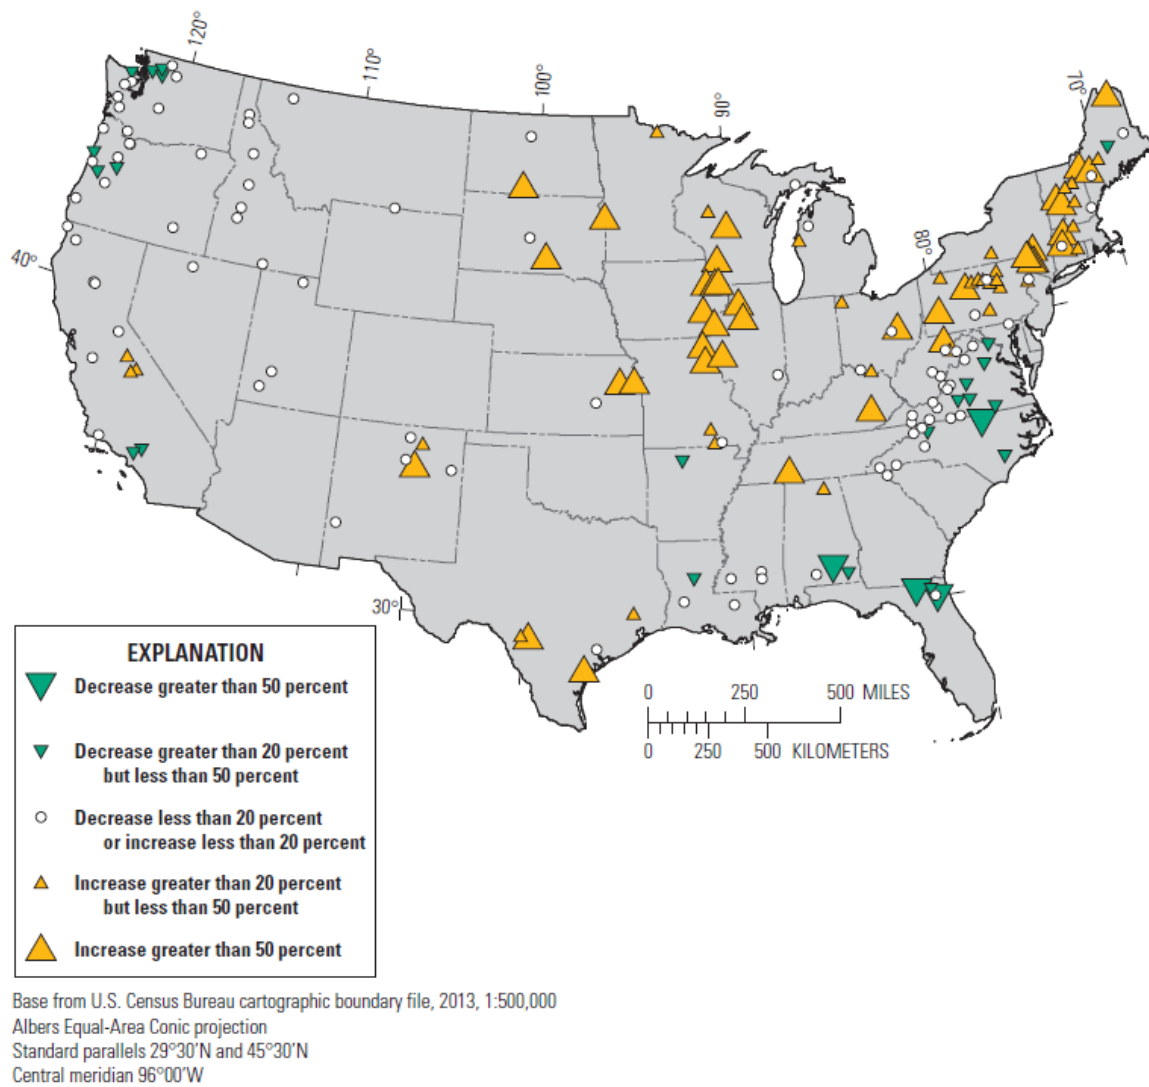 120°
110°
100°
90°
70°
80°
40°
30°
EXPLANATION
Decrease greater than 50 percent
Decrease greater than 20 percent
but less than 50 percent
Decrease less than 20 percent
or increase less than 20 percent
Increase greater than 20 percent
but less than 50 percent
Increase greater than 50 percent
0 250 500 MILES
0 250 500 KILOMETERS
Base from U.S. Census Bureau cartographic boundary file, 2013, 1:500,000
Albers Equal-Area Conic projection
Standard parallels 29°30'N and 45°30'N
Central meridian 96°00'W